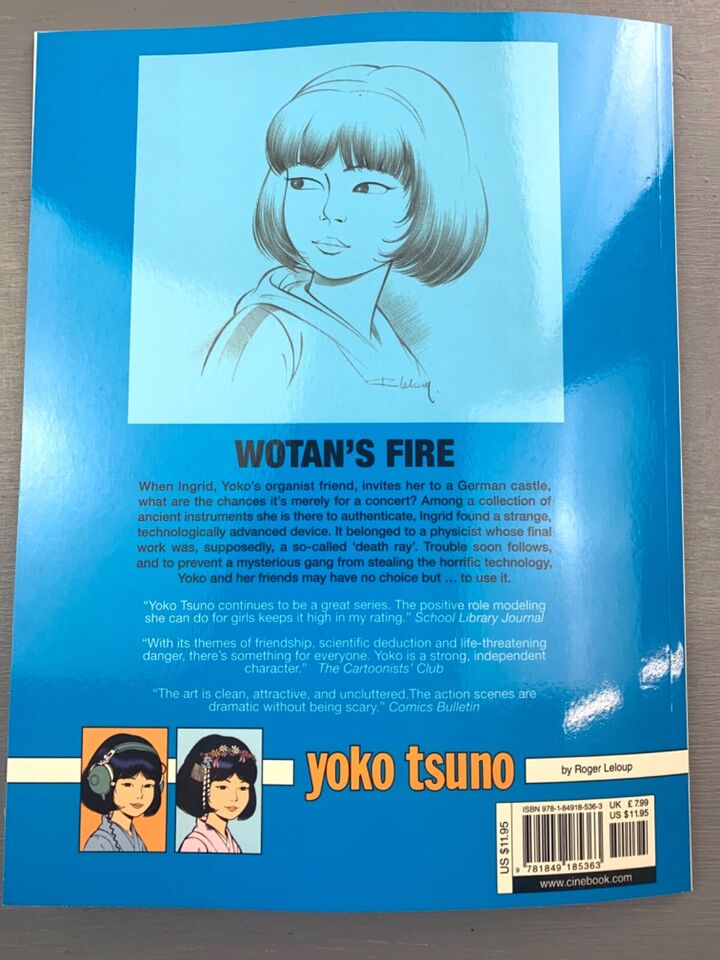 R Leloup.
WOTAN'S FIRE
When Ingrid, Yoko's organist friend, invites her to a German castle,
what are the chances it's merely for a concert? Among a collection of
ancient instruments she is there to authenticate, Ingrid found a strange,
technologically advanced device. It belonged to a physicist whose final
work was, supposedly, a so-called 'death ray'. Trouble soon follows,
and to prevent a mysterious gang from stealing the horrific technology,
Yoko and her friends may have no choice but ... to use it.
"Yoko Tsuno continues to be a great series. The positive role modeling
she can do for girls keeps it high in my rating." School Library Journal
"With its themes of friendship, scientific deduction and life-threatening
danger, there's something for everyone. Yoko is a strong, independent
character." The Cartoonists' Club
"The art is clean, attractive, and uncluttered.The action scenes are
dramatic without being scary." Comics Bulletin
yoko tsuno
by Roger Leloup
US $11.95
ISBN 978-1-84918-536-3
UK £7.99
US $11.95
9 781849 185363
www.cinebook.com